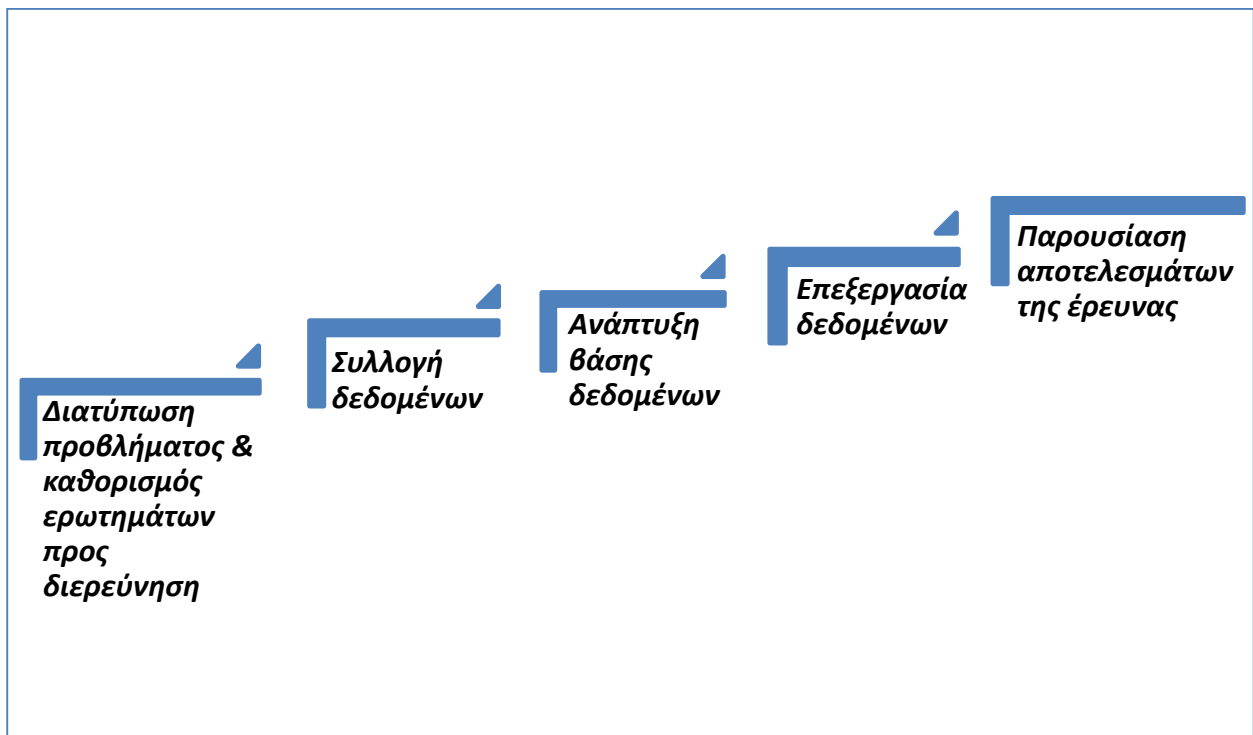 Διατύπωση
προβλήματος &
καθορισμός
ερωτημάτων
προς
διερεύνηση
Συλλογή
δεδομένων
Ανάπτυξη
βάσης
δεδομένων
Επεξεργασία
δεδομένων
Παρουσίαση
αποτελεσμάτων
της έρευνας